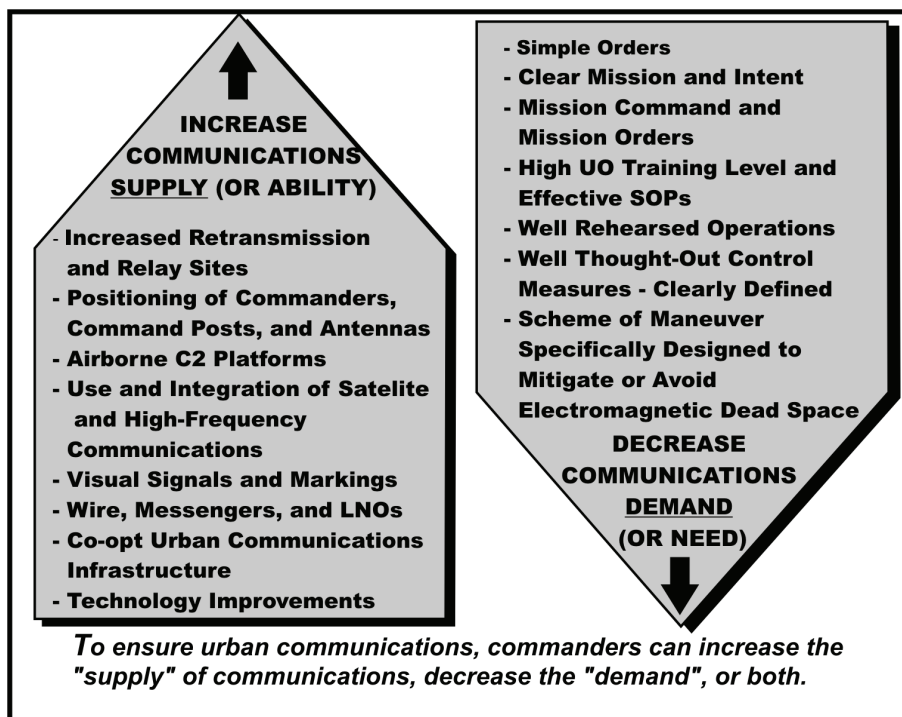 INCREASE
COMMUNICATIONS
SUPPLY (OR ABILITY)
- Increased Retransmission
and Relay Sites
- Positioning of Commanders,
Command Posts, and Antennas
- Airborne C2 Platforms
- Use and Integration of Satelite
and High-Frequency
Communications
- Visual Signals and Markings
- Wire, Messengers, and LNOs
- Co-opt Urban Communications
Infrastructure
- Technology Improvements
- Simple Orders
- Clear Mission and Intent
- Mission Command and
Mission Orders
- High UO Training Level and
Effective SOPs
- Well Rehearsed Operations
- Well Thought-Out Control
Measures - Clearly Defined
- Scheme of Maneuver
Specifically Designed to
Mitigate or Avoid
Electromagnetic Dead Space
DECREASE
COMMUNICATIONS
DEMAND
(OR NEED)
To ensure urban communications, commanders can increase the
"supply" of communications, decrease the "demand", or both.